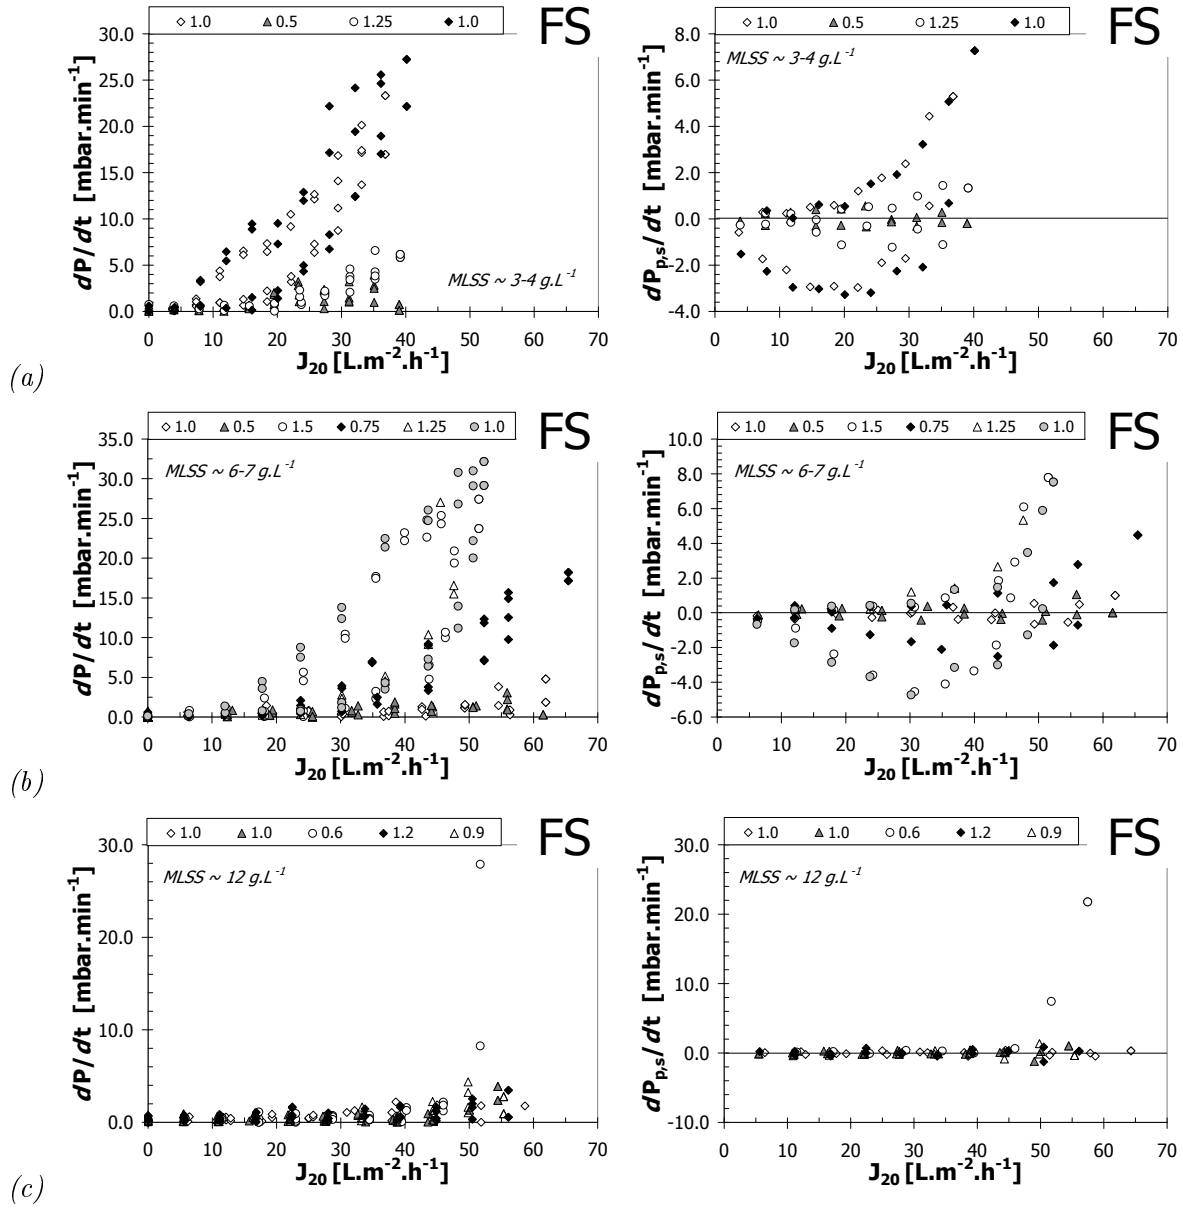 1.0 0.5 1.25 1.0
FS
30.0
25.0
20.0
15.0
10.0
5.0
0.0
dP/dt [mbar.min-1]
MLSS ~ 3-4 g.L-1
0 10 20 30 40 50 60 70
J20 [L.m-2.h-1]
1.0 0.5 1.25 1.0
FS
8.0
6.0
4.0
2.0
0.0
-2.0
-4.0
dPp,s/dt [mbar.min-1]
MLSS ~ 3-4 g.L-1
0 10 20 30 40 50 60 70
J20 [L.m-2.h-1]
(a)
1.0 0.5 1.5 0.75 1.25 1.0
FS
35.0
30.0
25.0
20.0
15.0
10.0
5.0
0.0
dP/dt [mbar.min-1]
MLSS ~ 6-7 g.L-1
0 10 20 30 40 50 60 70
J20 [L.m-2.h-1]
1.0 0.5 1.5 0.75 1.25 1.0
FS
10.0
8.0
6.0
4.0
2.0
0.0
-2.0
-4.0
-6.0
dPp,s/dt [mbar.min-1]
MLSS ~ 6-7 g.L-1
0 10 20 30 40 50 60 70
J20 [L.m-2.h-1]
(b)
1.0 1.0 0.6 1.2 0.9
FS
30.0
25.0
20.0
15.0
10.0
5.0
0.0
dP/dt [mbar.min-1]
MLSS ~ 12 g.L-1
0 10 20 30 40 50 60 70
J20 [L.m-2.h-1]
1.0 1.0 0.6 1.2 0.9
FS
30.0
20.0
10.0
0.0
-10.0
dPp,s/dt [mbar.min-1]
MLSS ~ 12 g.L-1
0 10 20 30 40 50 60 70
J20 [L.m-2.h-1]
(c)